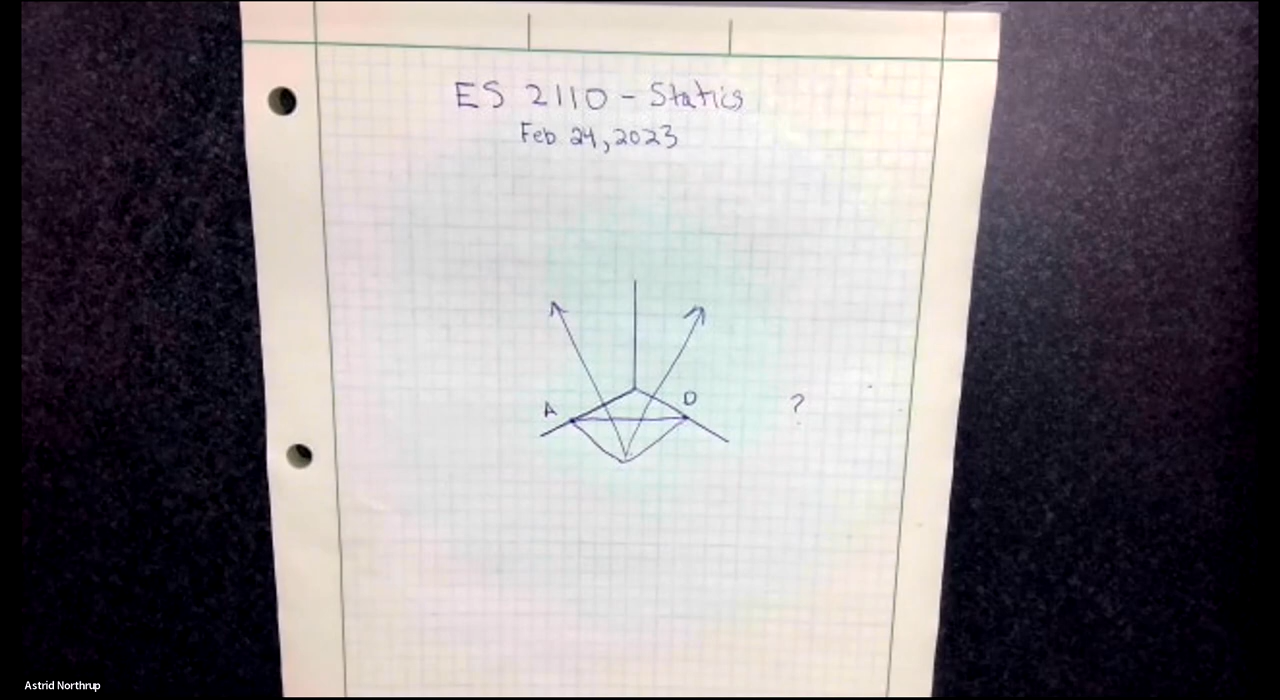 ES 2110 - Statics
Feb 24, 2023
A
D
?
Astrid Northrup